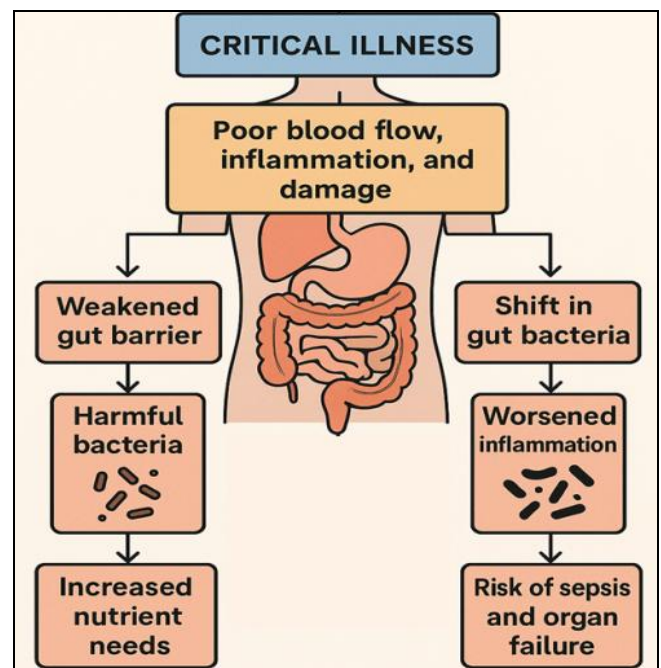 CRITICAL ILLNESS
Poor blood flow,
inflammation, and
damage
Weakened
gut barrier
Harmful
bacteria
Increased
nutrient
needs
Shift in
gut bacteria
Worsened
inflammation
Risk of sepsis
and organ
failure